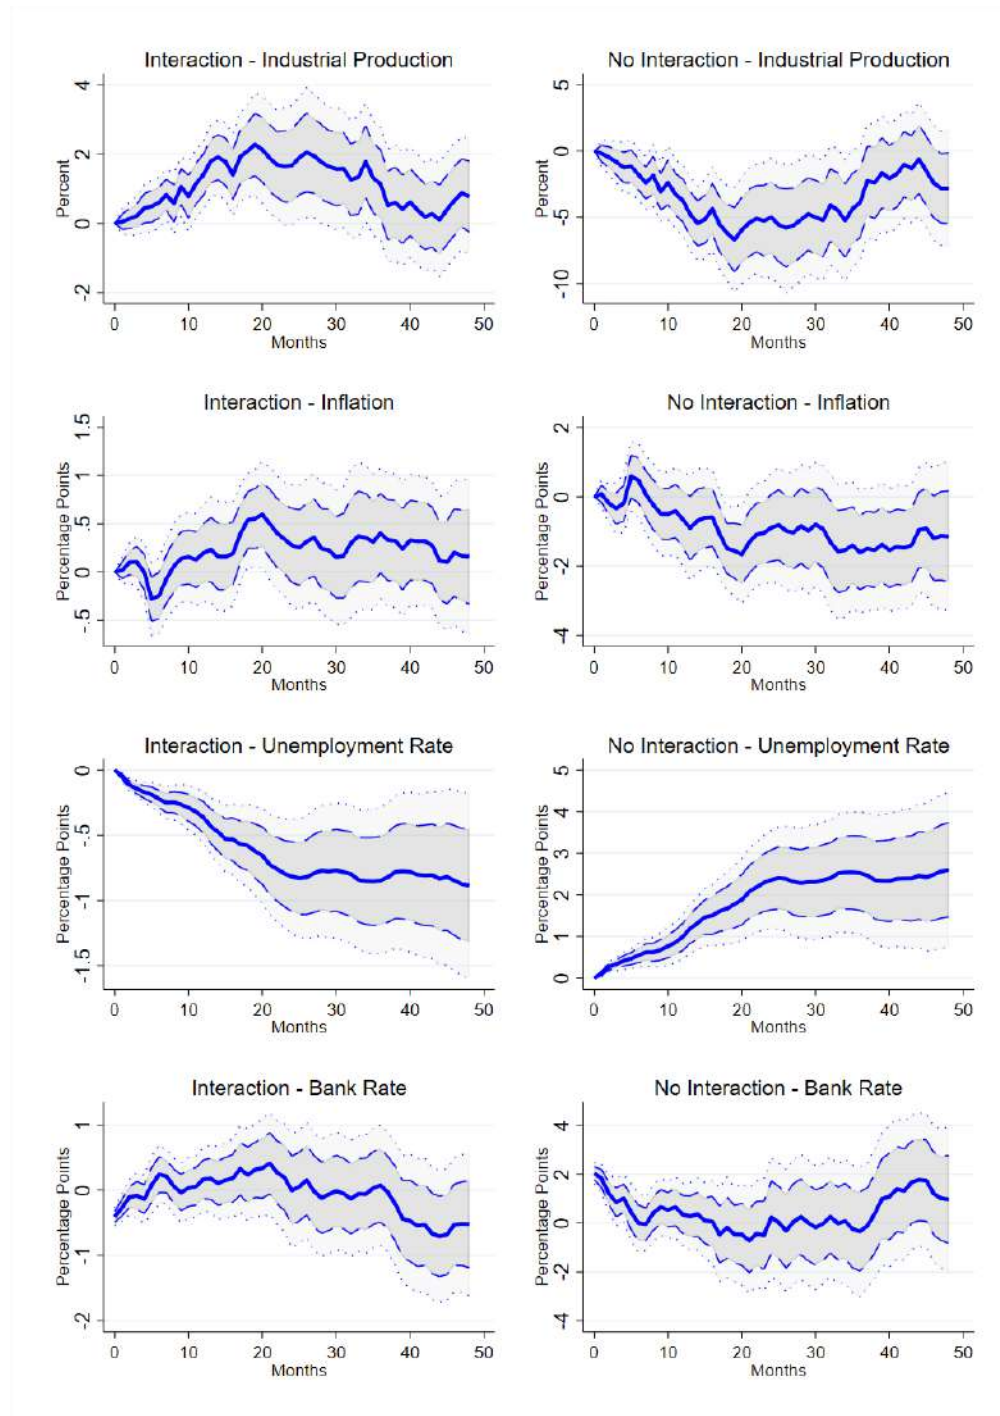 Interaction - Industrial Production
Percent
4
2
0
-2
0 10 20 30 40 50
Months
No Interaction - Industrial Production
Percent
5
0
-5
-10
0 10 20 30 40 50
Months
Interaction - Inflation
Percentage Points
1.5
1
.5
0
-.5
0 10 20 30 40 50
Months
No Interaction - Inflation
Percentage Points
2
0
-2
-4
0 10 20 30 40 50
Months
Interaction - Unemployment Rate
Percentage Points
0
-.5
-1
-1.5
0 10 20 30 40 50
Months
No Interaction - Unemployment Rate
Percentage Points
5
4
3
2
1
0
0 10 20 30 40 50
Months
Interaction - Bank Rate
Percentage Points
1
0
-1
-2
0 10 20 30 40 50
Months
No Interaction - Bank Rate
Percentage Points
4
2
0
-2
-4
0 10 20 30 40 50
Months